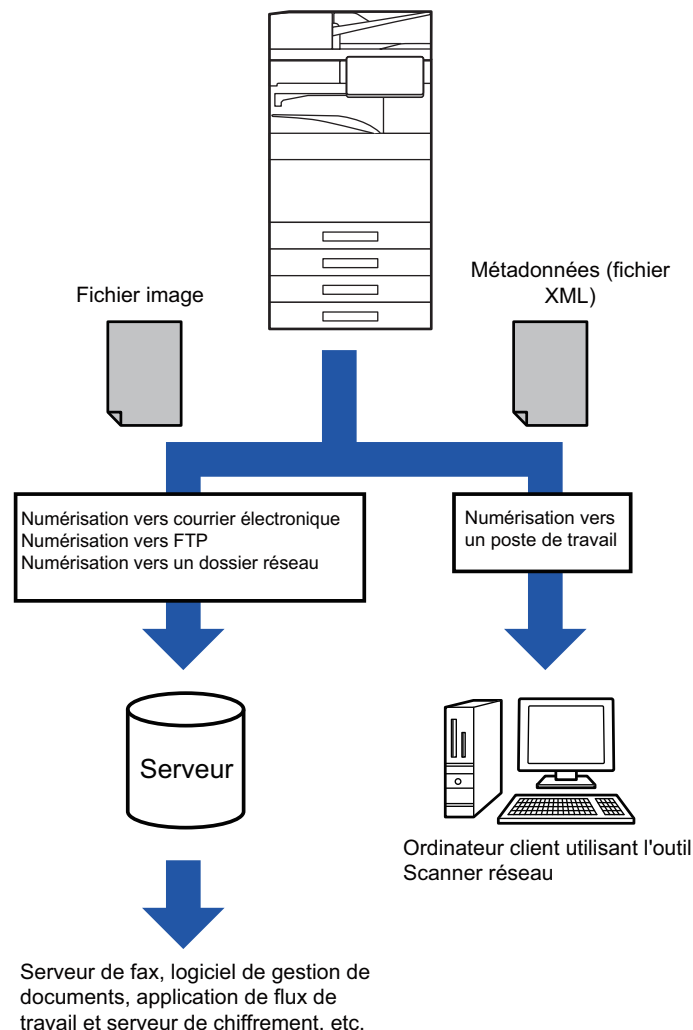 Fichier image
Métadonnées (fichier
XML)
Numérisation vers courrier électronique
Numérisation vers FTP
Numérisation vers un dossier réseau
Numérisation vers
un poste de travail
Serveur
Ordinateur client utilisant l'outil
Scanner réseau
Serveur de fax, logiciel de gestion de
documents, application de flux de
travail et serveur de chiffrement, etc.